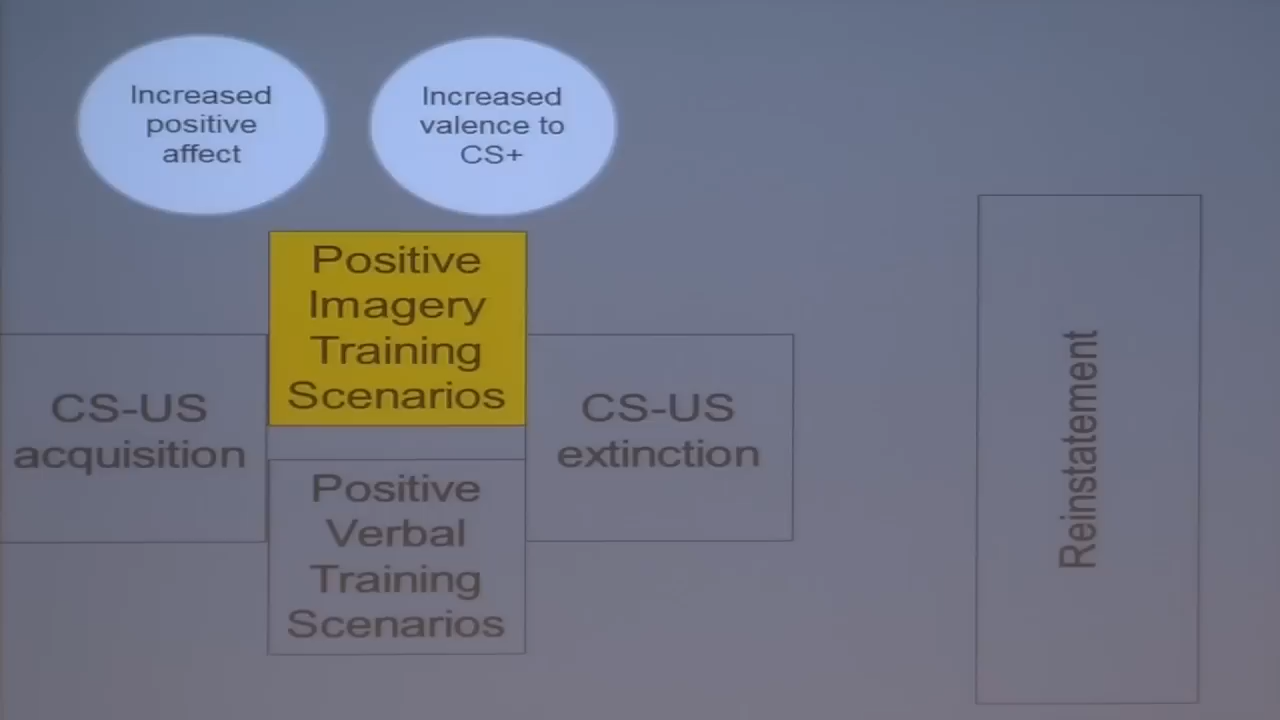 Increased
positive
affect
Increased
valence to
CS+
Positive
Imagery
Training
Scenarios
CS-US
acquisition
CS-US
extinction
Positive
Verbal
Training
Scenarios
Reinstatement